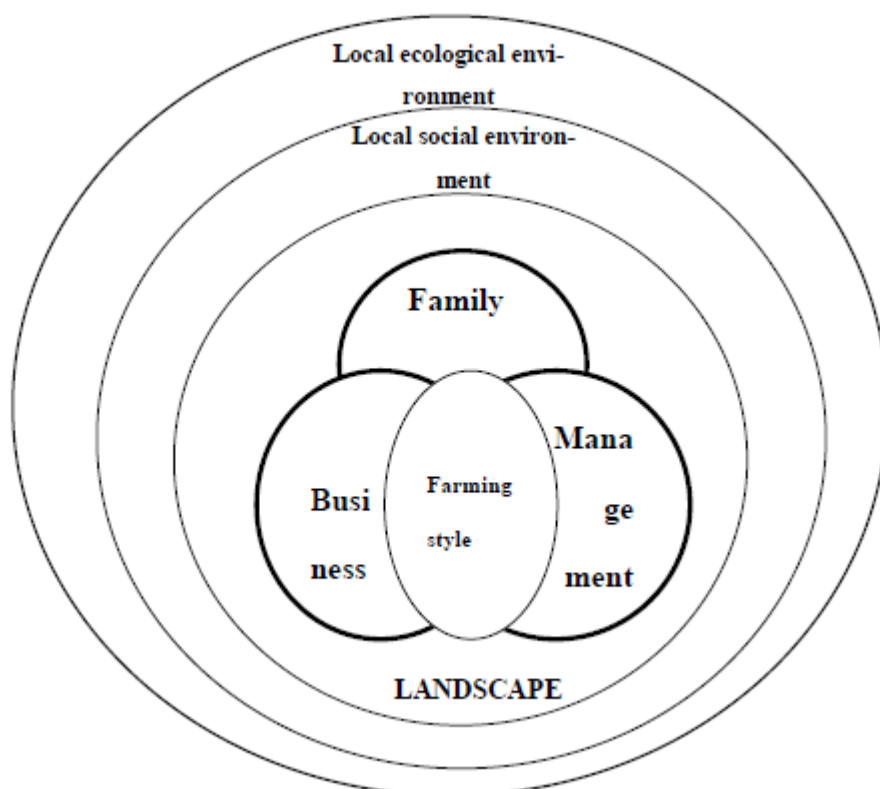 Local ecological envi-
ronment
Local social environ-
ment
Family
Mana
ge
ment
Busi
ness
Farming
style
LANDSCAPE